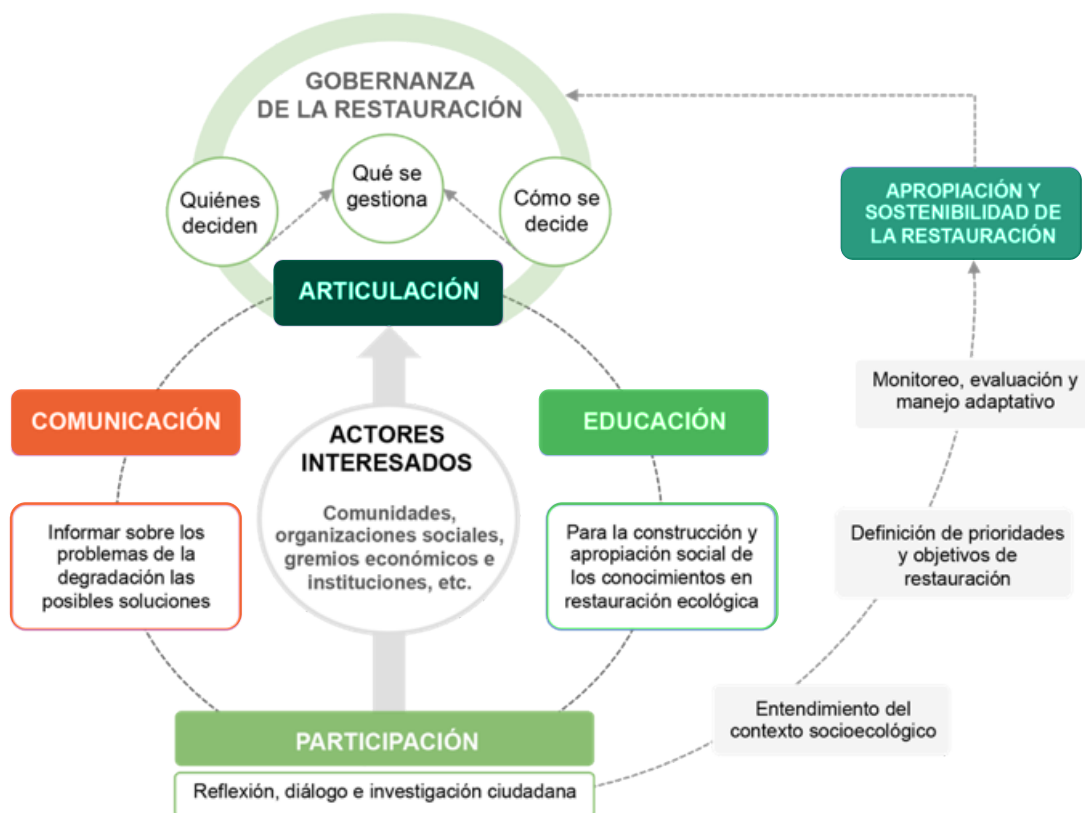 GOBERNANZA
DE LA RESTAURACIÓN
Quiénes
deciden
Qué se
gestiona
Cómo se
decide
ARTICULACIÓN
COMUNICACIÓN
Informar sobre los
problemas de la
degradación las
posibles soluciones
ACTORES
INTERESADOS
Comunidades,
organizaciones sociales,
gremios económicos e
instituciones, etc.
EDUCACIÓN
Para la construcción y
apropiación social de
los conocimientos en
restauración ecológica
PARTICIPACIÓN
Reflexión, diálogo e investigación ciudadana
APROPIACIÓN Y
SOSTENIBILIDAD DE
LA RESTAURACIÓN
Monitoreo, evaluación y
manejo adaptativo
Definición de prioridades
y objetivos de
restauración
Entendimiento del
contexto socioecológico